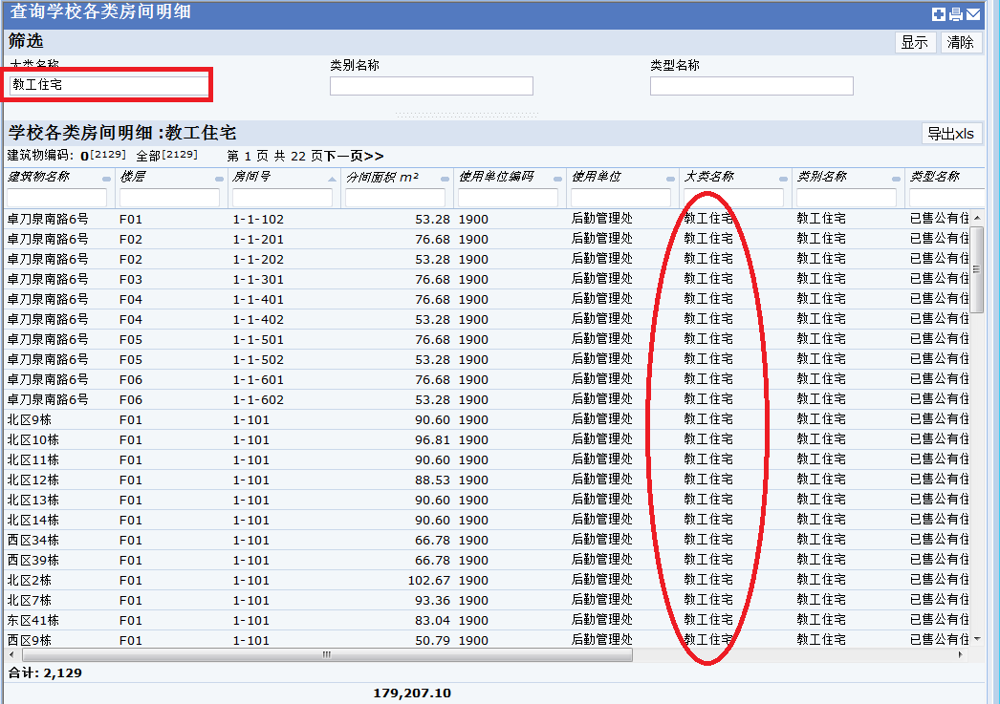 查询学校各类房间明细
筛选 显示 清除
大类名称 类别名称 类型名称
教工住宅
学校各类房间明细 :教工住宅 导出xls
建筑物编码: 0[2129] 全部[2129] 第 1 页 共 22 页下一页>>
建筑物名称 楼层 房间号 分间面积 m² 使用单位编码 使用单位 大类名称 类别名称 类型名称
卓刀泉南路6号 F01 1-1-102 53.28 1900 后勤管理处 教工住宅 教工住宅 已售公有住
卓刀泉南路6号 F02 1-1-201 76.68 1900 后勤管理处 教工住宅 教工住宅 已售公有住
卓刀泉南路6号 F02 1-1-202 53.28 1900 后勤管理处 教工住宅 教工住宅 已售公有住
卓刀泉南路6号 F03 1-1-301 76.68 1900 后勤管理处 教工住宅 教工住宅 已售公有住
卓刀泉南路6号 F04 1-1-401 76.68 1900 后勤管理处 教工住宅 教工住宅 已售公有住
卓刀泉南路6号 F04 1-1-402 53.28 1900 后勤管理处 教工住宅 教工住宅 已售公有住
卓刀泉南路6号 F05 1-1-501 76.68 1900 后勤管理处 教工住宅 教工住宅 已售公有住
卓刀泉南路6号 F05 1-1-502 53.28 1900 后勤管理处 教工住宅 教工住宅 已售公有住
卓刀泉南路6号 F06 1-1-601 76.68 1900 后勤管理处 教工住宅 教工住宅 已售公有住
卓刀泉南路6号 F06 1-1-602 53.28 1900 后勤管理处 教工住宅 教工住宅 已售公有住
北区9栋 F01 1-101 90.60 1900 后勤管理处 教工住宅 教工住宅 已售公有住
北区10栋 F01 1-101 96.81 1900 后勤管理处 教工住宅 教工住宅 已售公有住
北区11栋 F01 1-101 90.60 1900 后勤管理处 教工住宅 教工住宅 已售公有住
北区12栋 F01 1-101 88.53 1900 后勤管理处 教工住宅 教工住宅 已售公有住
北区13栋 F01 1-101 90.60 1900 后勤管理处 教工住宅 教工住宅 已售公有住
北区14栋 F01 1-101 90.60 1900 后勤管理处 教工住宅 教工住宅 已售公有住
西区34栋 F01 1-101 66.78 1900 后勤管理处 教工住宅 教工住宅 已售公有住
西区39栋 F01 1-101 66.78 1900 后勤管理处 教工住宅 教工住宅 已售公有住
北区2栋 F01 1-101 102.67 1900 后勤管理处 教工住宅 教工住宅 已售公有住
北区7栋 F01 1-101 93.36 1900 后勤管理处 教工住宅 教工住宅 已售公有住
东区41栋 F01 1-101 83.04 1900 后勤管理处 教工住宅 教工住宅 已售公有住
西区9栋 F01 1-101 50.79 1900 后勤管理处 教工住宅 教工住宅 已售公有住
合计: 2,129
179,207.10